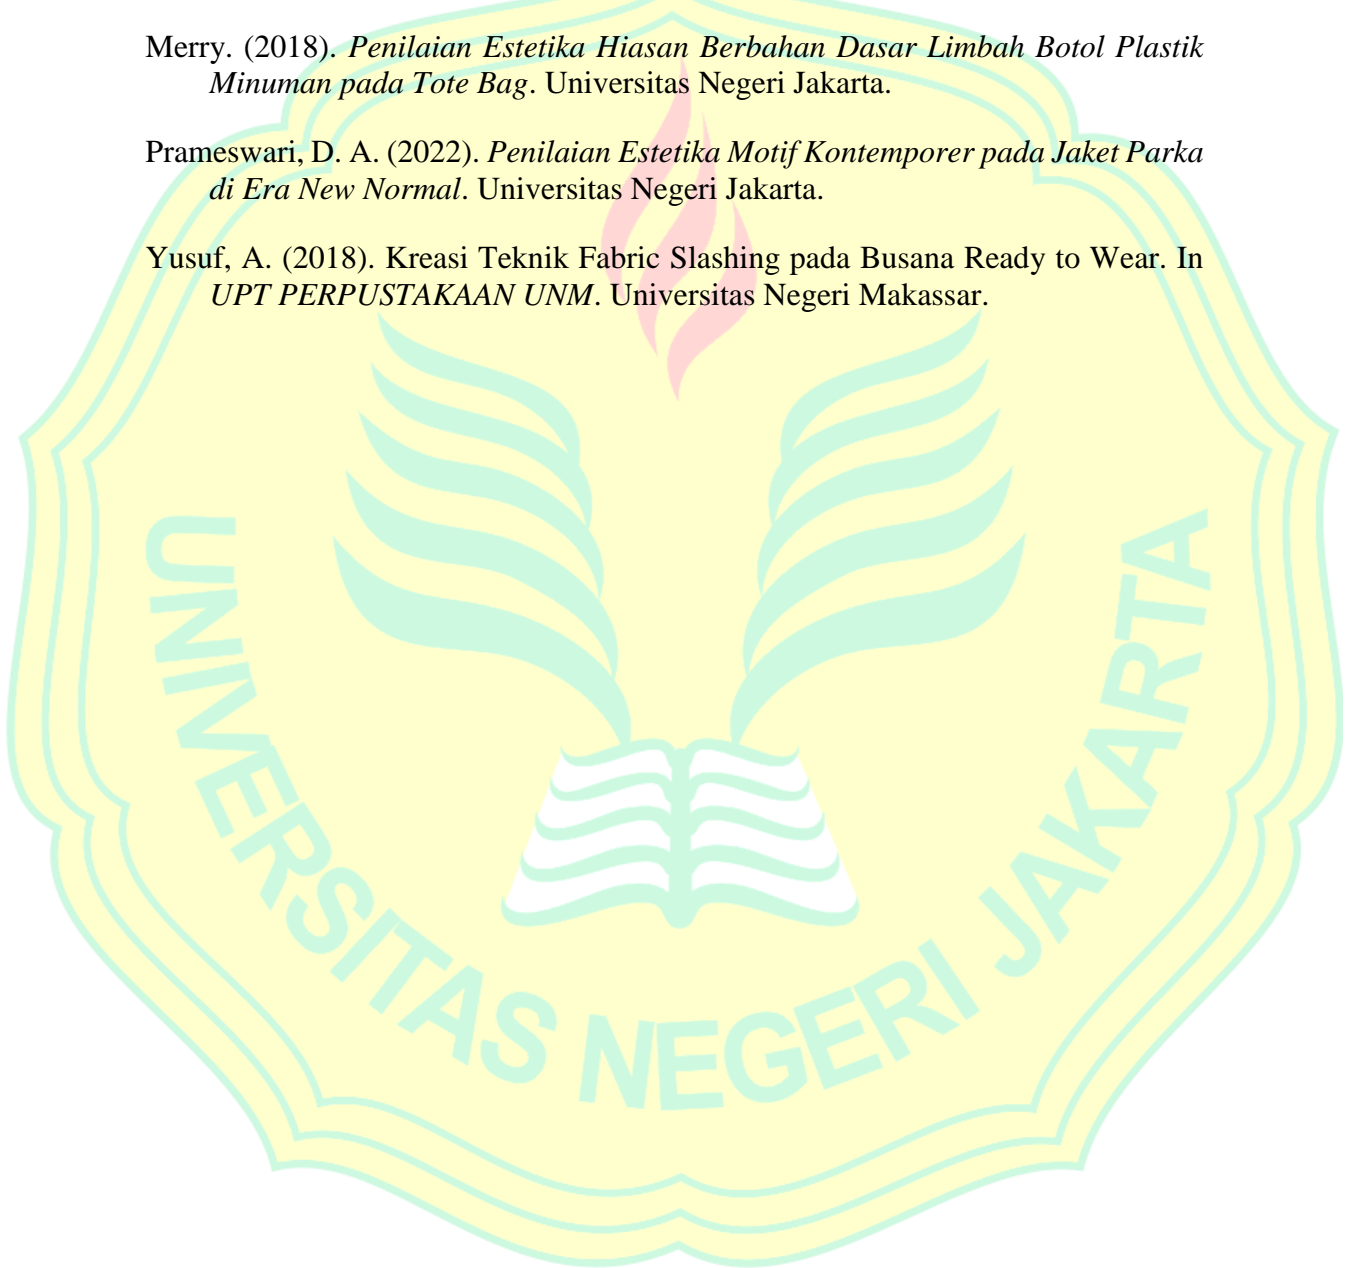 Merry. (2018). Penilaian Estetika Hiasan Berbahan Dasar Limbah Botol Plastik
Minuman pada Tote Bag. Universitas Negeri Jakarta.
Prameswari, D. A. (2022). Penilaian Estetika Motif Kontemporer pada Jaket Parka
di Era New Normal. Universitas Negeri Jakarta.
Yusuf, A. (2018). Kreasi Teknik Fabric Slashing pada Busana Ready to Wear. In
UPT PERPUSTAKAAN UNM. Universitas Negeri Makassar.
UNIVERSITAS NEGERI JAKARTA